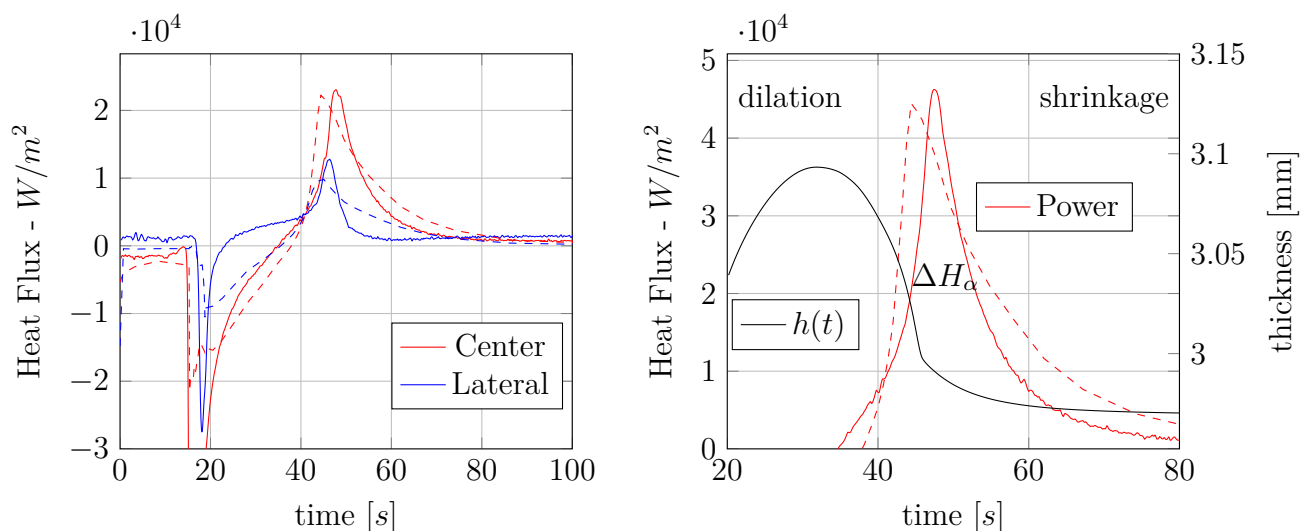 ·10^4
Heat Flux - W/m^2
2
1
0
−1
−2
−3
0
20
40
60
80
100
time [s]
Center
Lateral
·10^4
Heat Flux - W/m^2
5
4
3
2
1
0
20
40
60
80
time [s]
dilation
shrinkage
Power
ΔH_α
h(t)
3.15
3.1
3.05
3
thickness [mm]